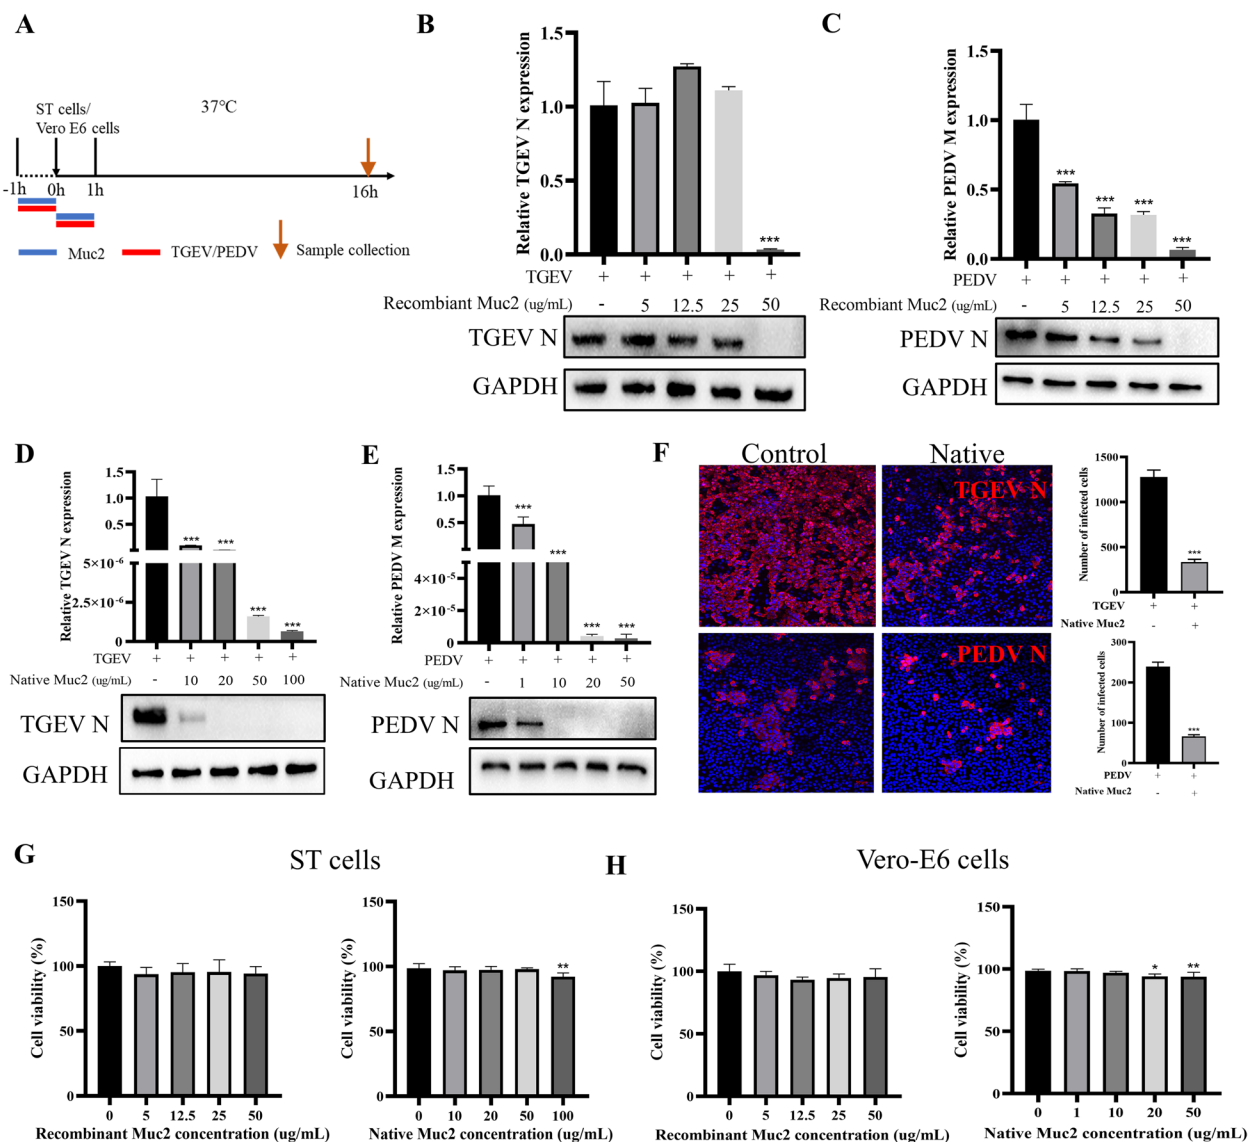 A
ST cells/
Vero E6 cells
37°C
-1h
0h
1h
16h
Muc2
TGEV/PEDV
Sample collection
B
Relative TGEV N expression
1.5
1.0
0.5
0.0
***
TGEV + + + + +
Recombiant Muc2 (ug/mL) - 5 12.5 25 50
TGEV N
GAPDH
C
Relative PEDV M expression
1.5
1.0
0.5
0.0
*** *** *** ***
PEDV + + + + +
Recombiant Muc2 (ug/mL) - 5 12.5 25 50
PEDV N
GAPDH
D
Relative TGEV N expression
1.5
1.0
0.5
5×10⁻⁶
2.5×10⁻⁶
0
*** *** *** ***
TGEV + + + + +
Native Muc2 (ug/mL) - 10 20 50 100
TGEV N
GAPDH
E
Relative PEDV M expression
1.5
1.0
0.5
4×10⁻⁵
2×10⁻⁵
0
*** *** *** ***
PEDV + + + + +
Native Muc2 (ug/mL) - 1 10 20 50
PEDV N
GAPDH
F
Control Native
TGEV N
PEDV N
Number of infected cells
1500
1000
500
0
***
TGEV + +
Native Muc2 - +
Number of infected cells
300
200
100
0
***
PEDV + +
Native Muc2 - +
G
ST cells
Cell viability (%)
150
100
50
0
0 5 12.5 25 50
Recombinant Muc2 concentration (ug/mL)
Cell viability (%)
150
100
50
0
**
0 10 20 50 100
Native Muc2 concentration (ug/mL)
H
Vero-E6 cells
Cell viability (%)
150
100
50
0
0 5 12.5 25 50
Recombinant Muc2 concentration (ug/mL)
Cell viability (%)
150
100
50
0
* **
0 1 10 20 50
Native Muc2 concentration (ug/mL)